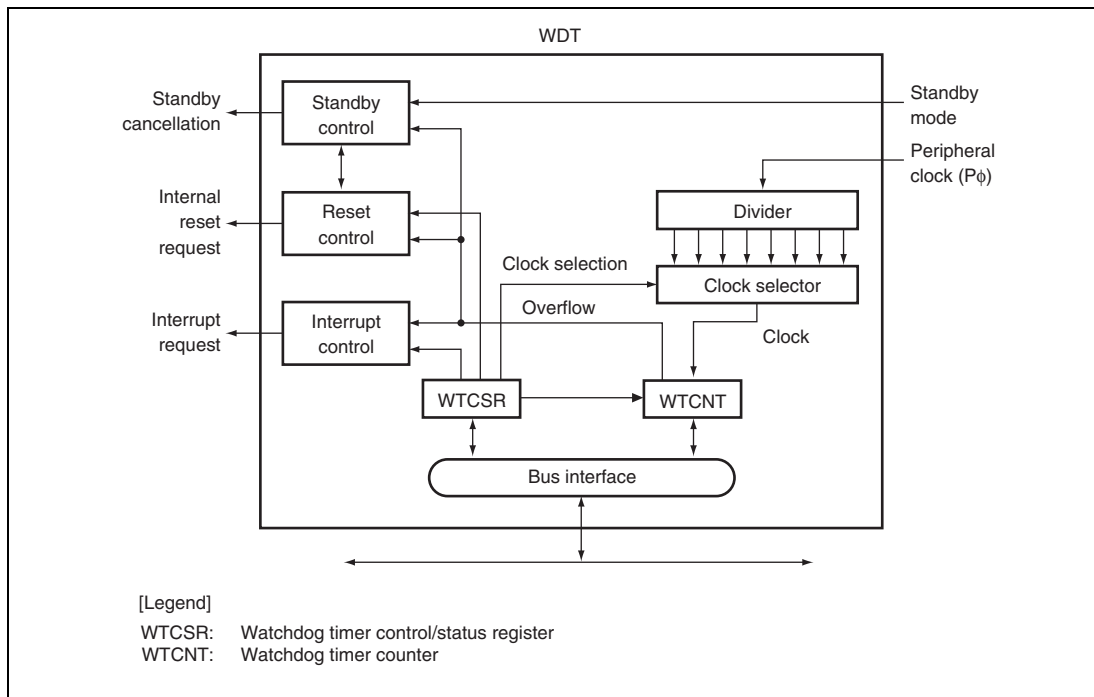 WDT
Standby
cancellation
Standby
control
Standby
mode
Peripheral
clock (Pϕ)
Internal
reset
request
Reset
control
Divider
Clock selection
Clock selector
Overflow
Interrupt
request
Interrupt
control
Clock
WTCSR
WTCNT
Bus interface
[Legend]
WTCSR: Watchdog timer control/status register
WTCNT: Watchdog timer counter